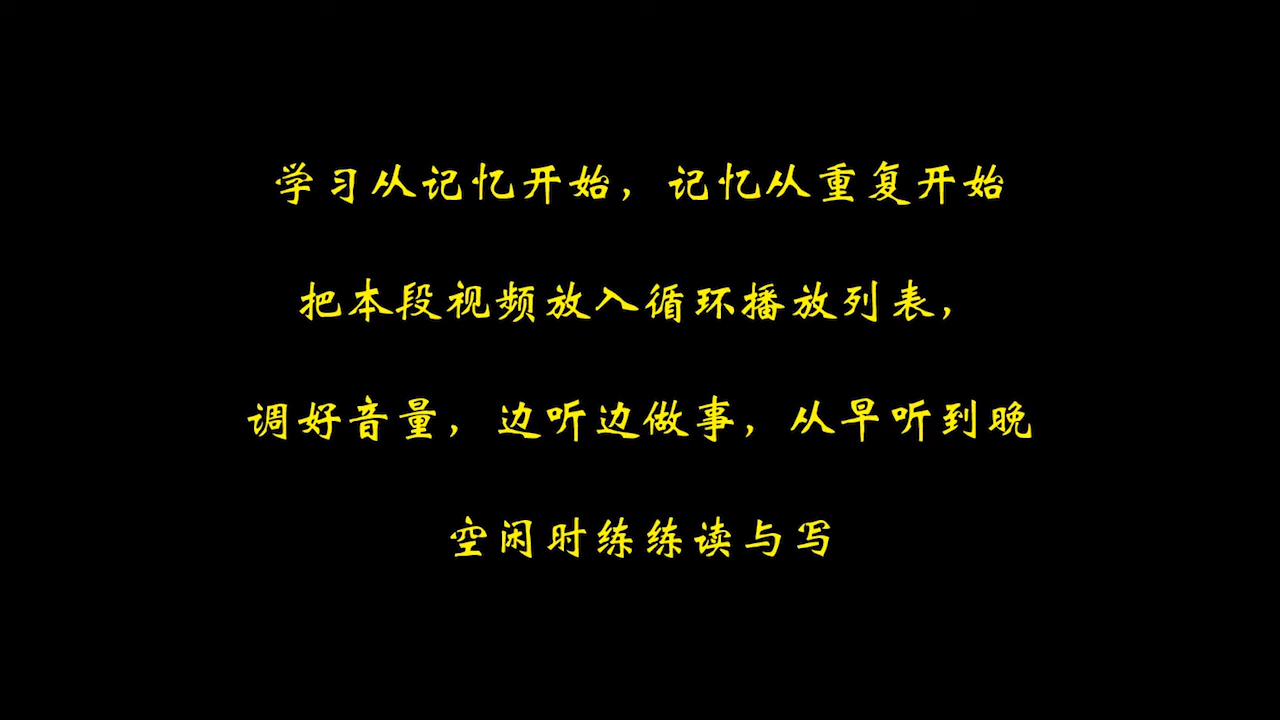 学习从记忆开始，记忆从重复开始
把本段视频放入循环播放列表，
调好音量，边听边做事，从早听到晚
空闲时练练读与写